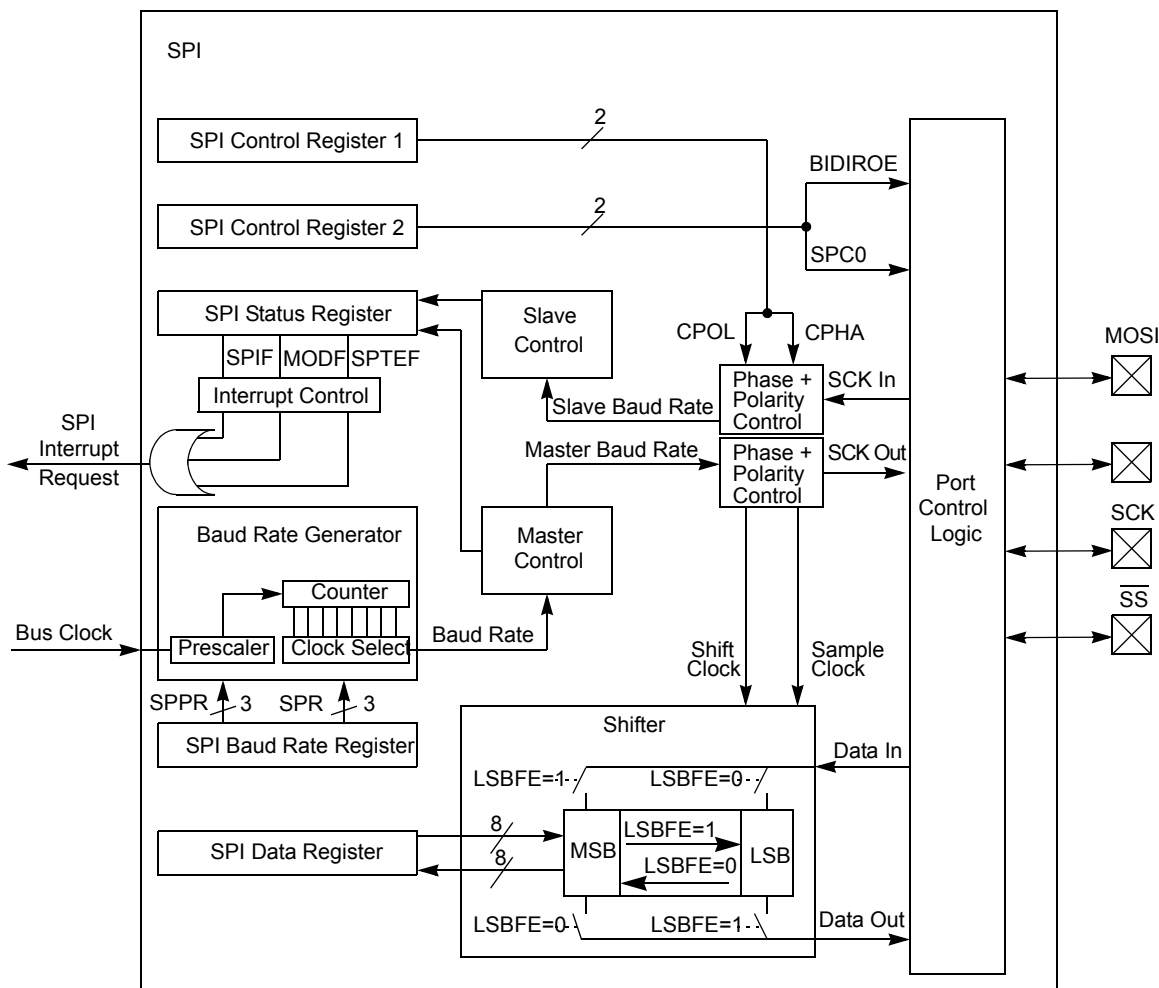 SPI
SPI Control Register 1
2
BIDIROE
SPI Control Register 2
2
SPC0
SPI Status Register
Slave
Control
CPOL
CPHA
MOSI
SPIF
MODF
SPTEF
Interrupt Control
Phase +
Polarity
Control
SCK In
Slave Baud Rate
SPI
Interrupt
Request
Master Baud Rate
Phase +
Polarity
Control
SCK Out
Port
Control
Logic
SCK
Baud Rate Generator
Master
Control
Counter
SS
Bus Clock
Prescaler
Clock Select
Baud Rate
Shift
Clock
Sample
Clock
SPPR
3
SPR
3
SPI Baud Rate Register
Shifter
Data In
LSBFE=1
LSBFE=0
SPI Data Register
8
8
MSB
LSBFE=1
LSBFE=0
LSB
LSBFE=0
LSBFE=1
Data Out